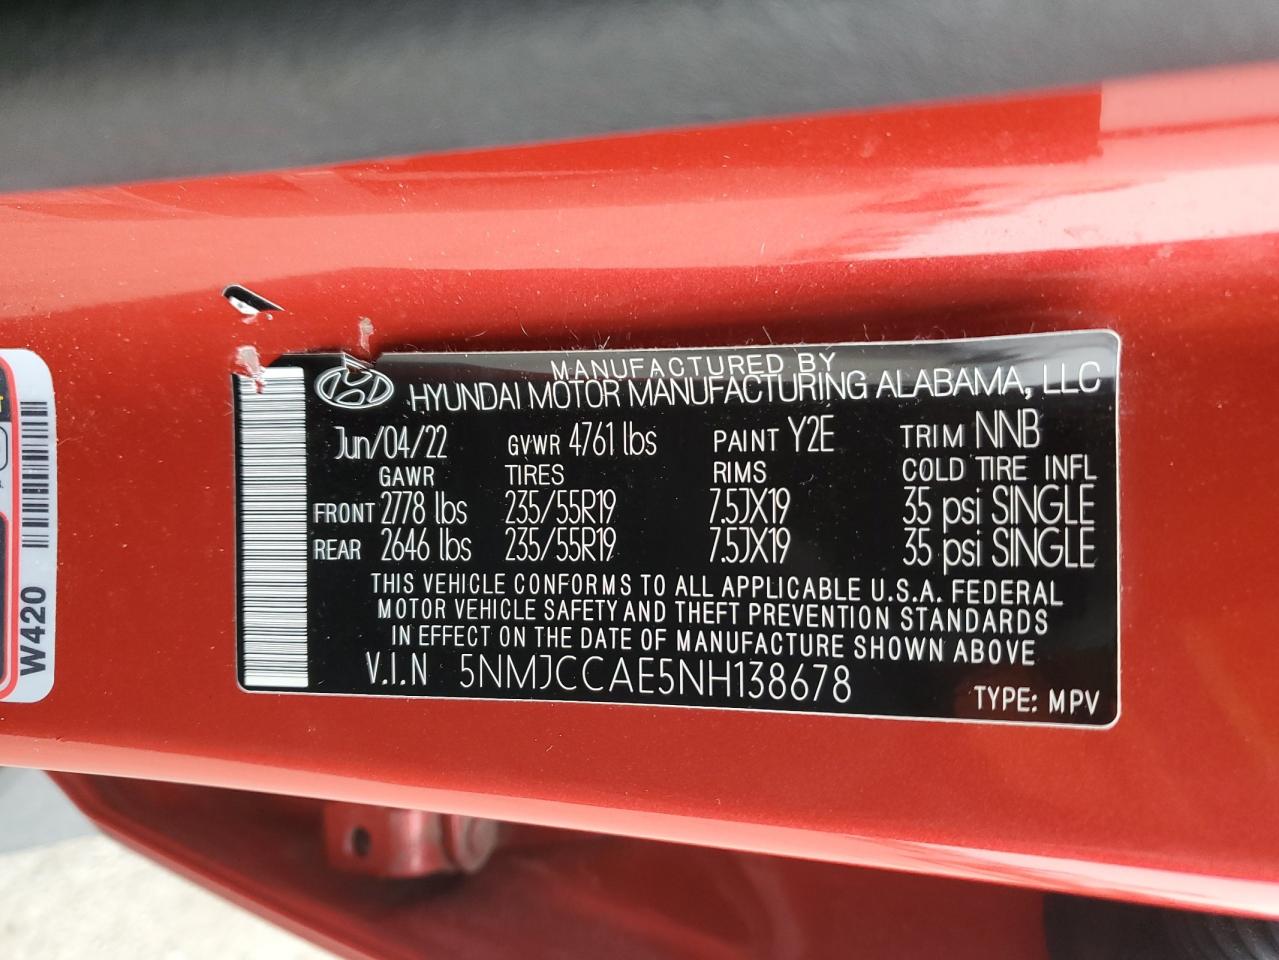 MANUFACTURED BY
HYUNDAI MOTOR MANUFACTURING ALABAMA, LLC
Jun/04/22 GVWR 4761 lbs PAINT Y2E TRIM NNB
GAWR TIRES RIMS COLD TIRE INFL
FRONT 2778 lbs 235/55R19 7.5JX19 35 psi SINGLE
REAR 2646 lbs 235/55R19 7.5JX19 35 psi SINGLE
THIS VEHICLE CONFORMS TO ALL APPLICABLE U.S.A. FEDERAL
MOTOR VEHICLE SAFETY AND THEFT PREVENTION STANDARDS
IN EFFECT ON THE DATE OF MANUFACTURE SHOWN ABOVE
V.I.N 5NMJCCAE5NH138678
TYPE: MPV
W420